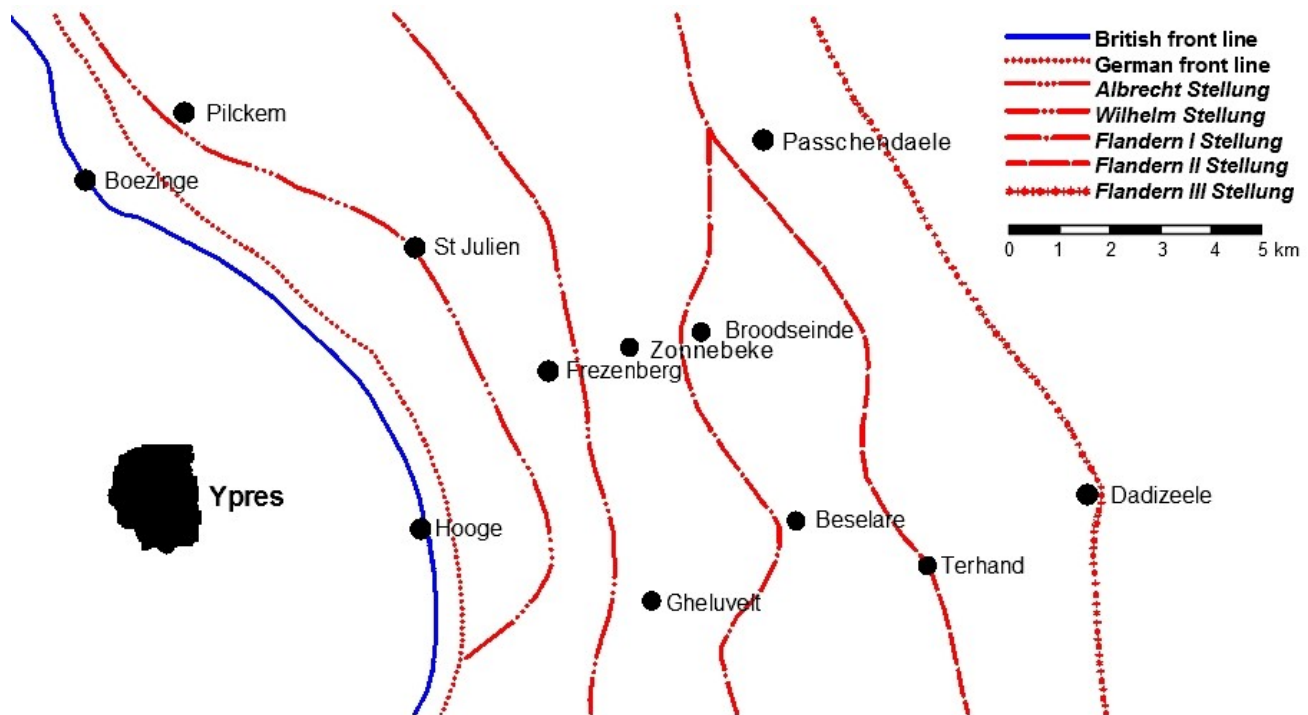 British front line
German front line
Albrecht Stellung
Wilhelm Stellung
Flandern I Stellung
Flandern II Stellung
Flandern III Stellung
0 1 2 3 4 5 km
Pilckem
Passchendaele
Boezinge
St Julien
Broodseinde
Zonnebeke
Frezenberg
Ypres
Dadizeele
Hooge
Beselare
Terhand
Gheluvelt